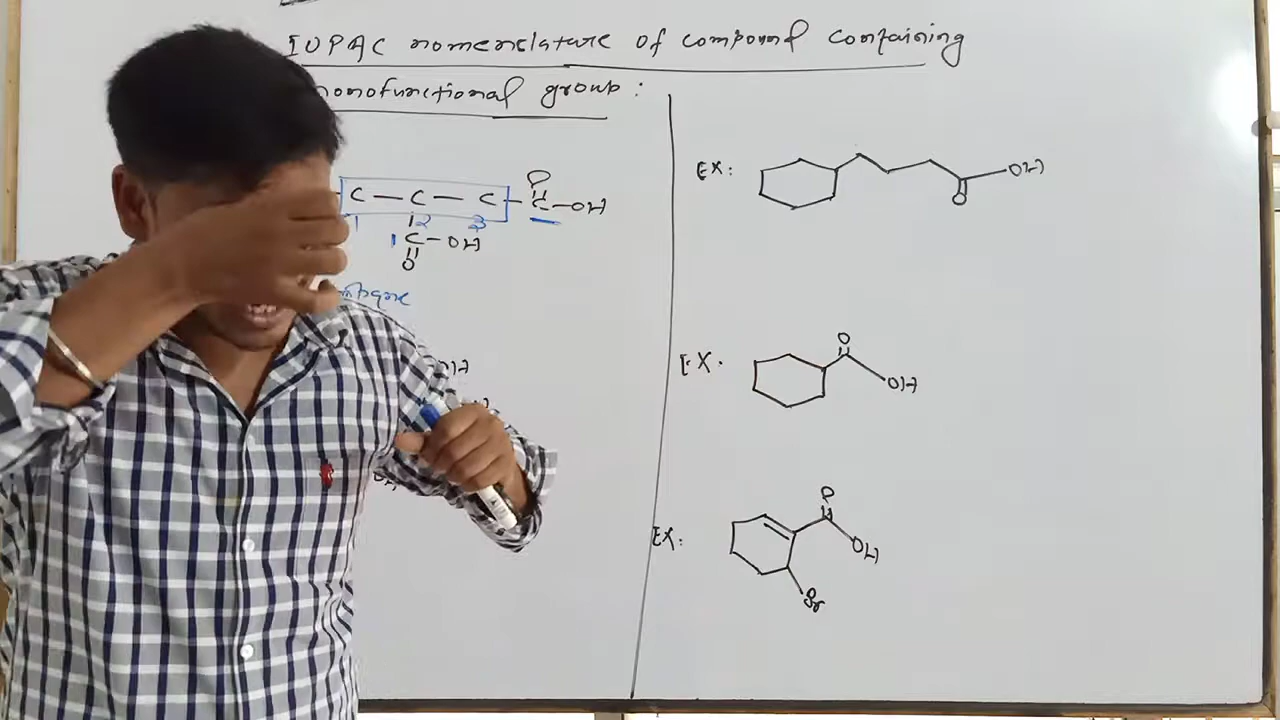 IUPAC nomenclature of compound containing
monofunctional group :
O
C — C — C — C — OH
1 2 3
1 C — OH
O
EX: OH
O
EX. O
OH
EX: O
OH
Br